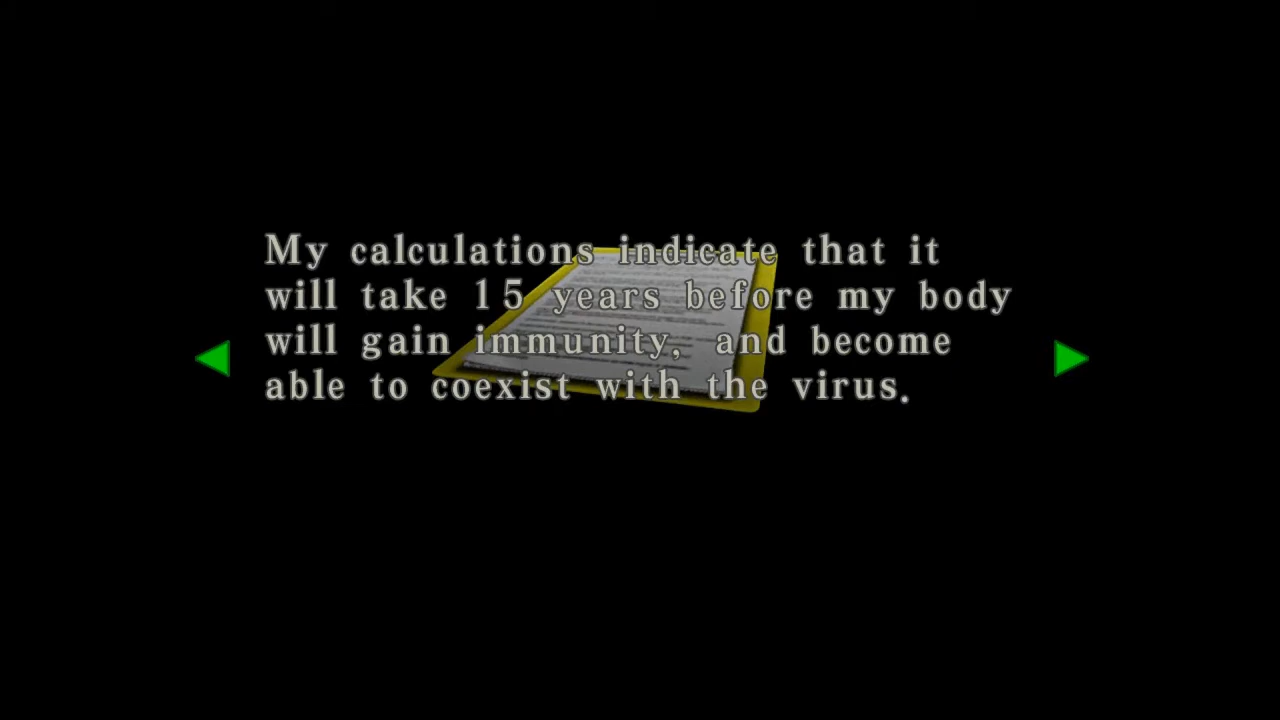 My calculations indicate that it
will take 15 years before my body
will gain immunity, and become
able to coexist with the virus.